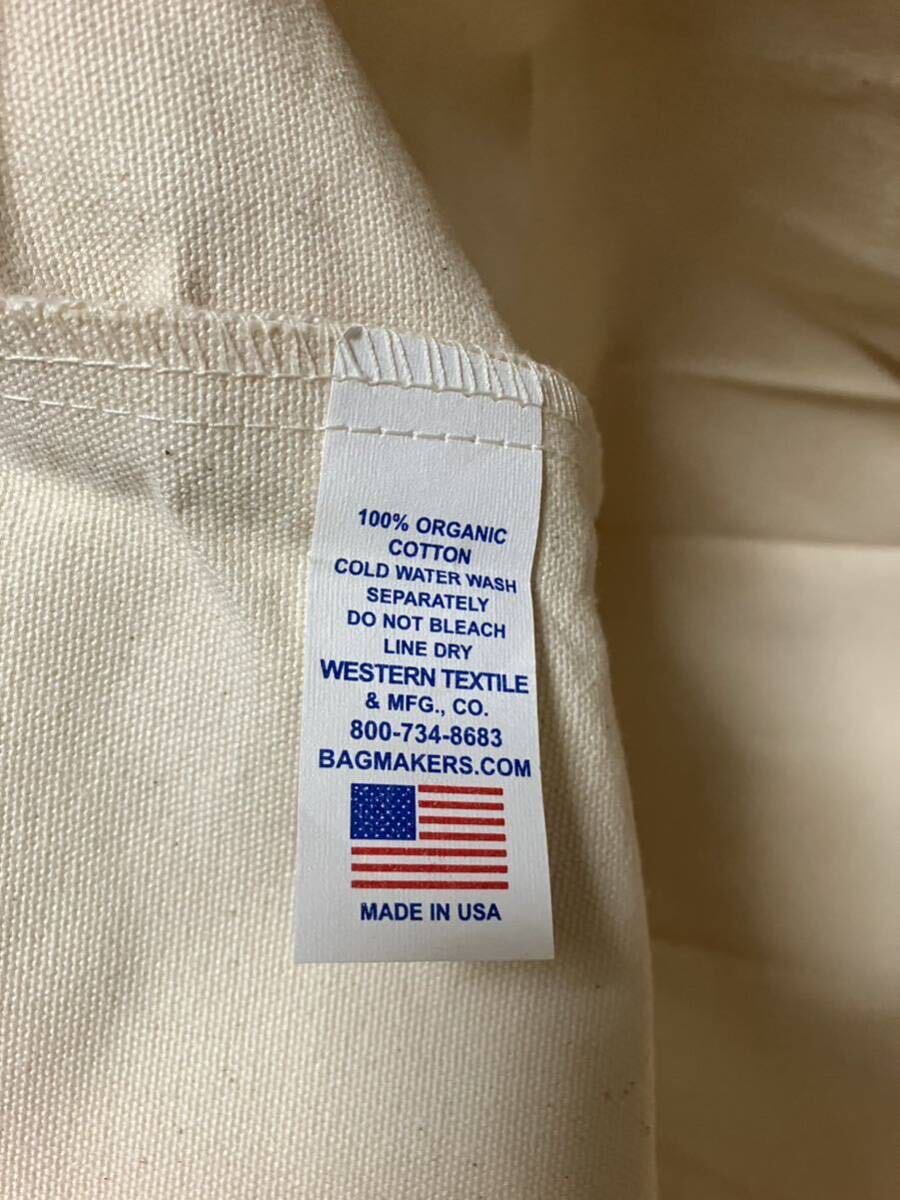 100% ORGANIC
COTTON
COLD WATER WASH
SEPARATELY
DO NOT BLEACH
LINE DRY
WESTERN TEXTILE
& MFG., CO.
800-734-8683
BAGMAKERS.COM
MADE IN USA